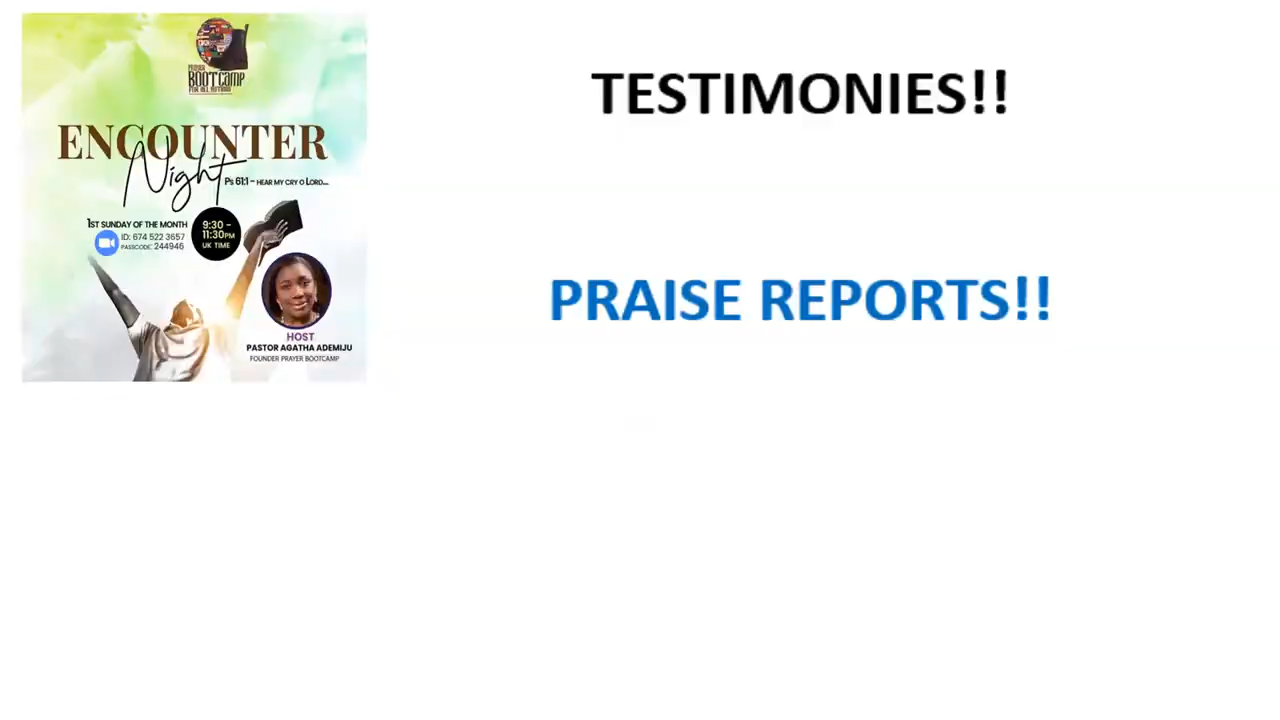 PRAYER
BOOTCAMP
FOR ALL NATIONS
ENCOUNTER
Night
Ps 61:1 - HEAR MY CRY O LORD...
1ST SUNDAY OF THE MONTH
ID: 674 522 3657
PASSCODE: 244946
9:30 -
11:30PM
UK TIME
HOST
PASTOR AGATHA ADEMIJU
FOUNDER PRAYER BOOTCAMP
TESTIMONIES!!
PRAISE REPORTS!!